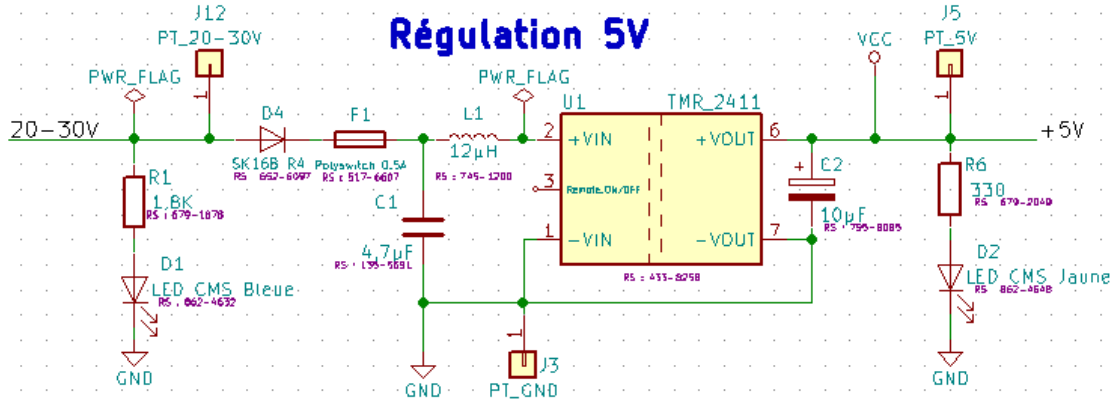 Régulation 5V
J12
PT_20-30V
PWR_FLAG
1
20-30V
D4
SK16B R4
RS 652-6097
F1
Polyswitch 0.5A
RS : 517-6607
PWR_FLAG
L1
12µH
RS : 745-1200
U1
TMR_2411
2
+VIN
+VOUT
6
3
Remote_On/OFF
1
-VIN
-VOUT
7
RS : 433-8258
VCC
J5
PT_5V
1
+5V
R1
1,8K
RS : 679-1878
D1
LED CMS Bleue
RS : 862-4632
GND
C1
4,7µF
GND
1
J3
PT_GND
+
C2
10µF
RS : 795-8085
R6
330
RS 679-2049
D2
LED CMS Jaune
RS 862-4648
GND